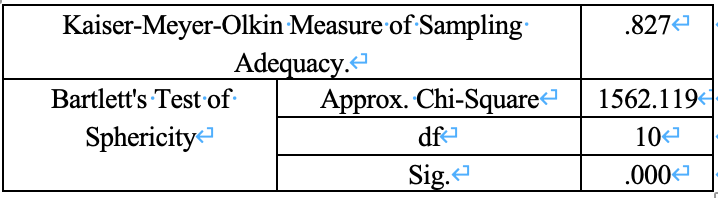 Kaiser-Meyer-Olkin Measure of Sampling
Adequacy.
.827
Bartlett's Test of
Sphericity
Approx. Chi-Square
1562.119
df
10
Sig.
.000